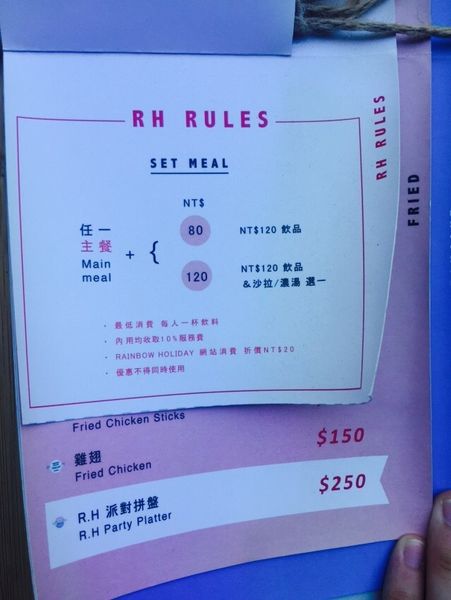 RH RULES
SET MEAL
NT$
任一
主餐
Main
meal
+
{
80
NT$120 飲品
120
NT$120 飲品
&沙拉/濃湯 選一
· 最低消費 每人一杯飲料
· 內用均收取10%服務費
· RAINBOW HOLIDAY 網站消費 折價NT$20
· 優惠不得同時使用
RH RULES
FRIED
Fried Chicken Sticks
雞翅
Fried Chicken
$150
R.H 派對拼盤
R.H Party Platter
$250